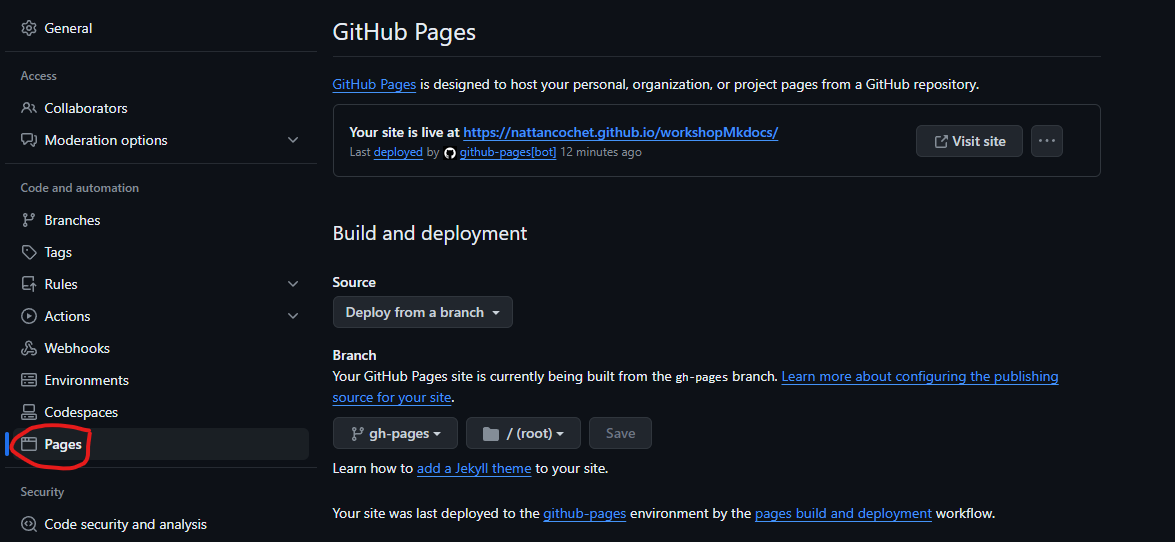 General
Access
Collaborators
Moderation options
Code and automation
Branches
Tags
Rules
Actions
Webhooks
Environments
Codespaces
Pages
Security
Code security and analysis
GitHub Pages
GitHub Pages is designed to host your personal, organization, or project pages from a GitHub repository.
Your site is live at https://nattancochet.github.io/workshopMkdocs/
Last deployed by github-pages[bot] 12 minutes ago
Visit site
Build and deployment
Source
Deploy from a branch
Branch
Your GitHub Pages site is currently being built from the gh-pages branch. Learn more about configuring the publishing
source for your site.
gh-pages / (root) Save
Learn how to add a Jekyll theme to your site.
Your site was last deployed to the github-pages environment by the pages build and deployment workflow.